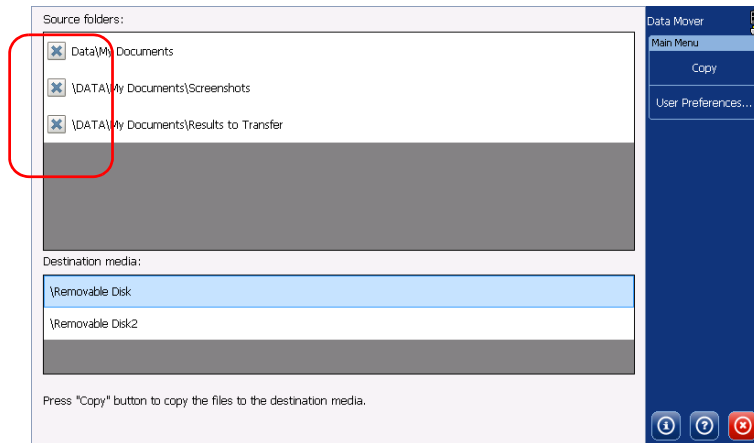 Source folders:
Data\My Documents
\DATA\My Documents\Screenshots
\DATA\My Documents\Results to Transfer
Destination media:
\Removable Disk
\Removable Disk2
Press "Copy" button to copy the files to the destination media.
Data Mover
Main Menu
Copy
User Preferences...